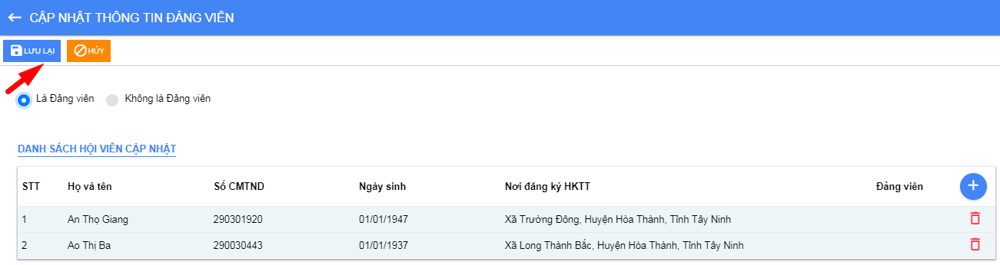 CẬP NHẬT THÔNG TIN ĐẢNG VIÊN
LƯU LẠI HỦY
Là Đảng viên Không là Đảng viên
DANH SÁCH HỘI VIÊN CẬP NHẬT
STT Họ và tên Số CMTND Ngày sinh Nơi đăng ký HKTT Đảng viên
1 An Thọ Giang 290301920 01/01/1947 Xã Trường Đông, Huyện Hòa Thành, Tỉnh Tây Ninh
2 Ao Thị Ba 290030443 01/01/1937 Xã Long Thành Bắc, Huyện Hòa Thành, Tỉnh Tây Ninh